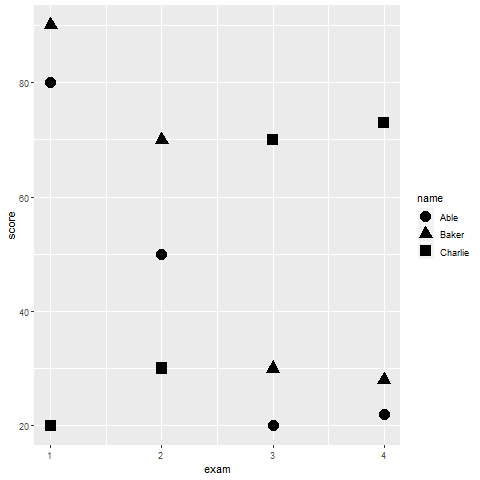 80
60
40
20
score
1 2 3 4
exam
name
Able
Baker
Charlie